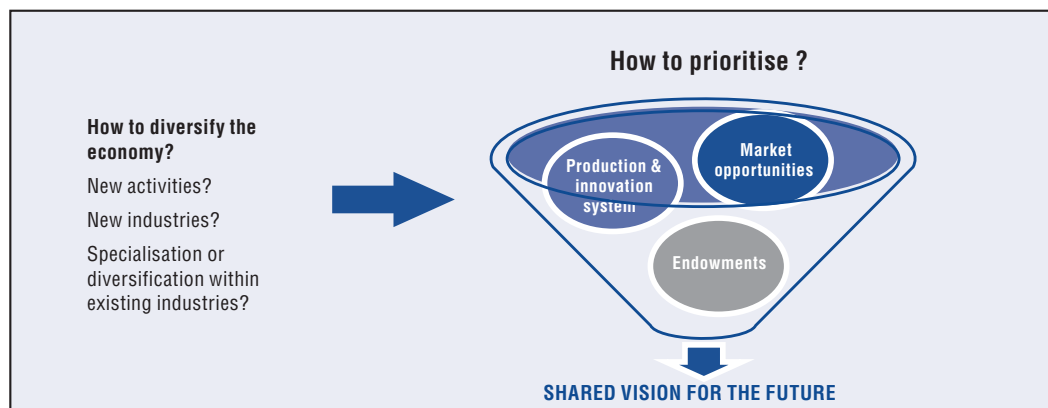 How to prioritise ?
How to diversify the
economy?
New activities?
New industries?
Specialisation or
diversification within
existing industries?
Production &
innovation
system
Market
opportunities
Endowments
SHARED VISION FOR THE FUTURE